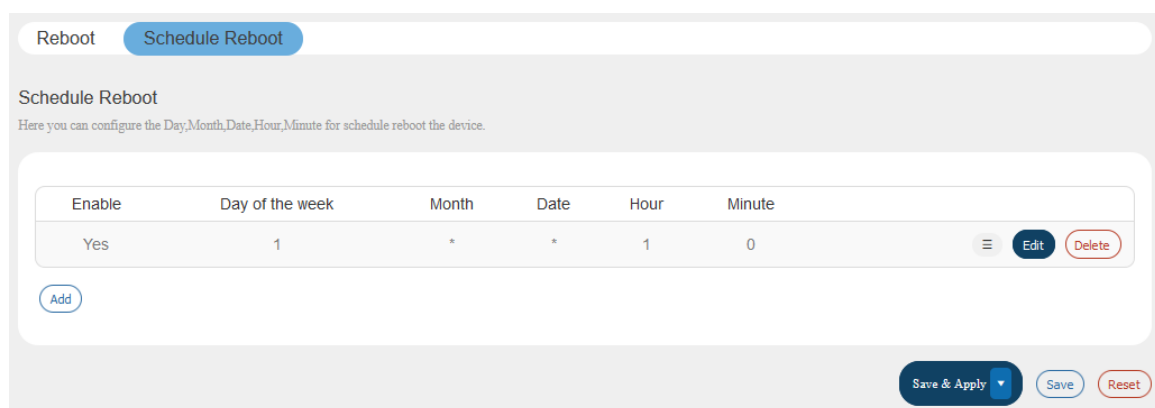 Reboot Schedule Reboot
Schedule Reboot
Here you can configure the Day,Month,Date,Hour,Minute for schedule reboot the device.
Enable Day of the week Month Date Hour Minute
Yes 1 * * 1 0 ☰ Edit Delete
Add
Save & Apply ▼ Save Reset